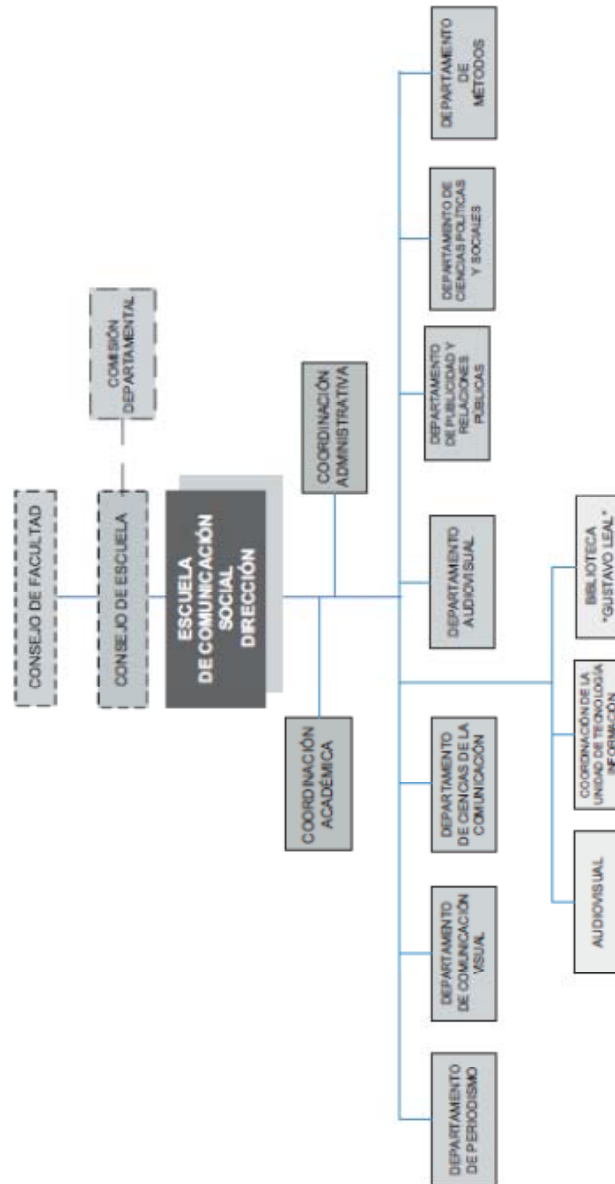 CONSEJO DE FACULTAD
CONSEJO DE ESCUELA
COMISIÓN
DEPARTAMENTAL
ESCUELA
DE COMUNICACIÓN
SOCIAL
DIRECCIÓN
COORDINACIÓN
ACADÉMICA
COORDINACIÓN
ADMINISTRATIVA
DEPARTAMENTO
DE PERIODISMO
DEPARTAMENTO
DE COMUNICACIÓN
VISUAL
DEPARTAMENTO
DE CIENCIAS DE LA
COMUNICACIÓN
DEPARTAMENTO
AUDIOVISUAL
DEPARTAMENTO
DE PUBLICIDAD Y
RELACIONES
PÚBLICAS
DEPARTAMENTO DE
CIENCIAS POLÍTICAS
Y SOCIALES
DEPARTAMENTO
DE
MÉTODOS
AUDIOVISUAL
COORDINACIÓN DE LA
UNIDAD DE TECNOLOGÍA
INFORMACIÓN
BIBLIOTECA
"GUSTAVO LEAL"